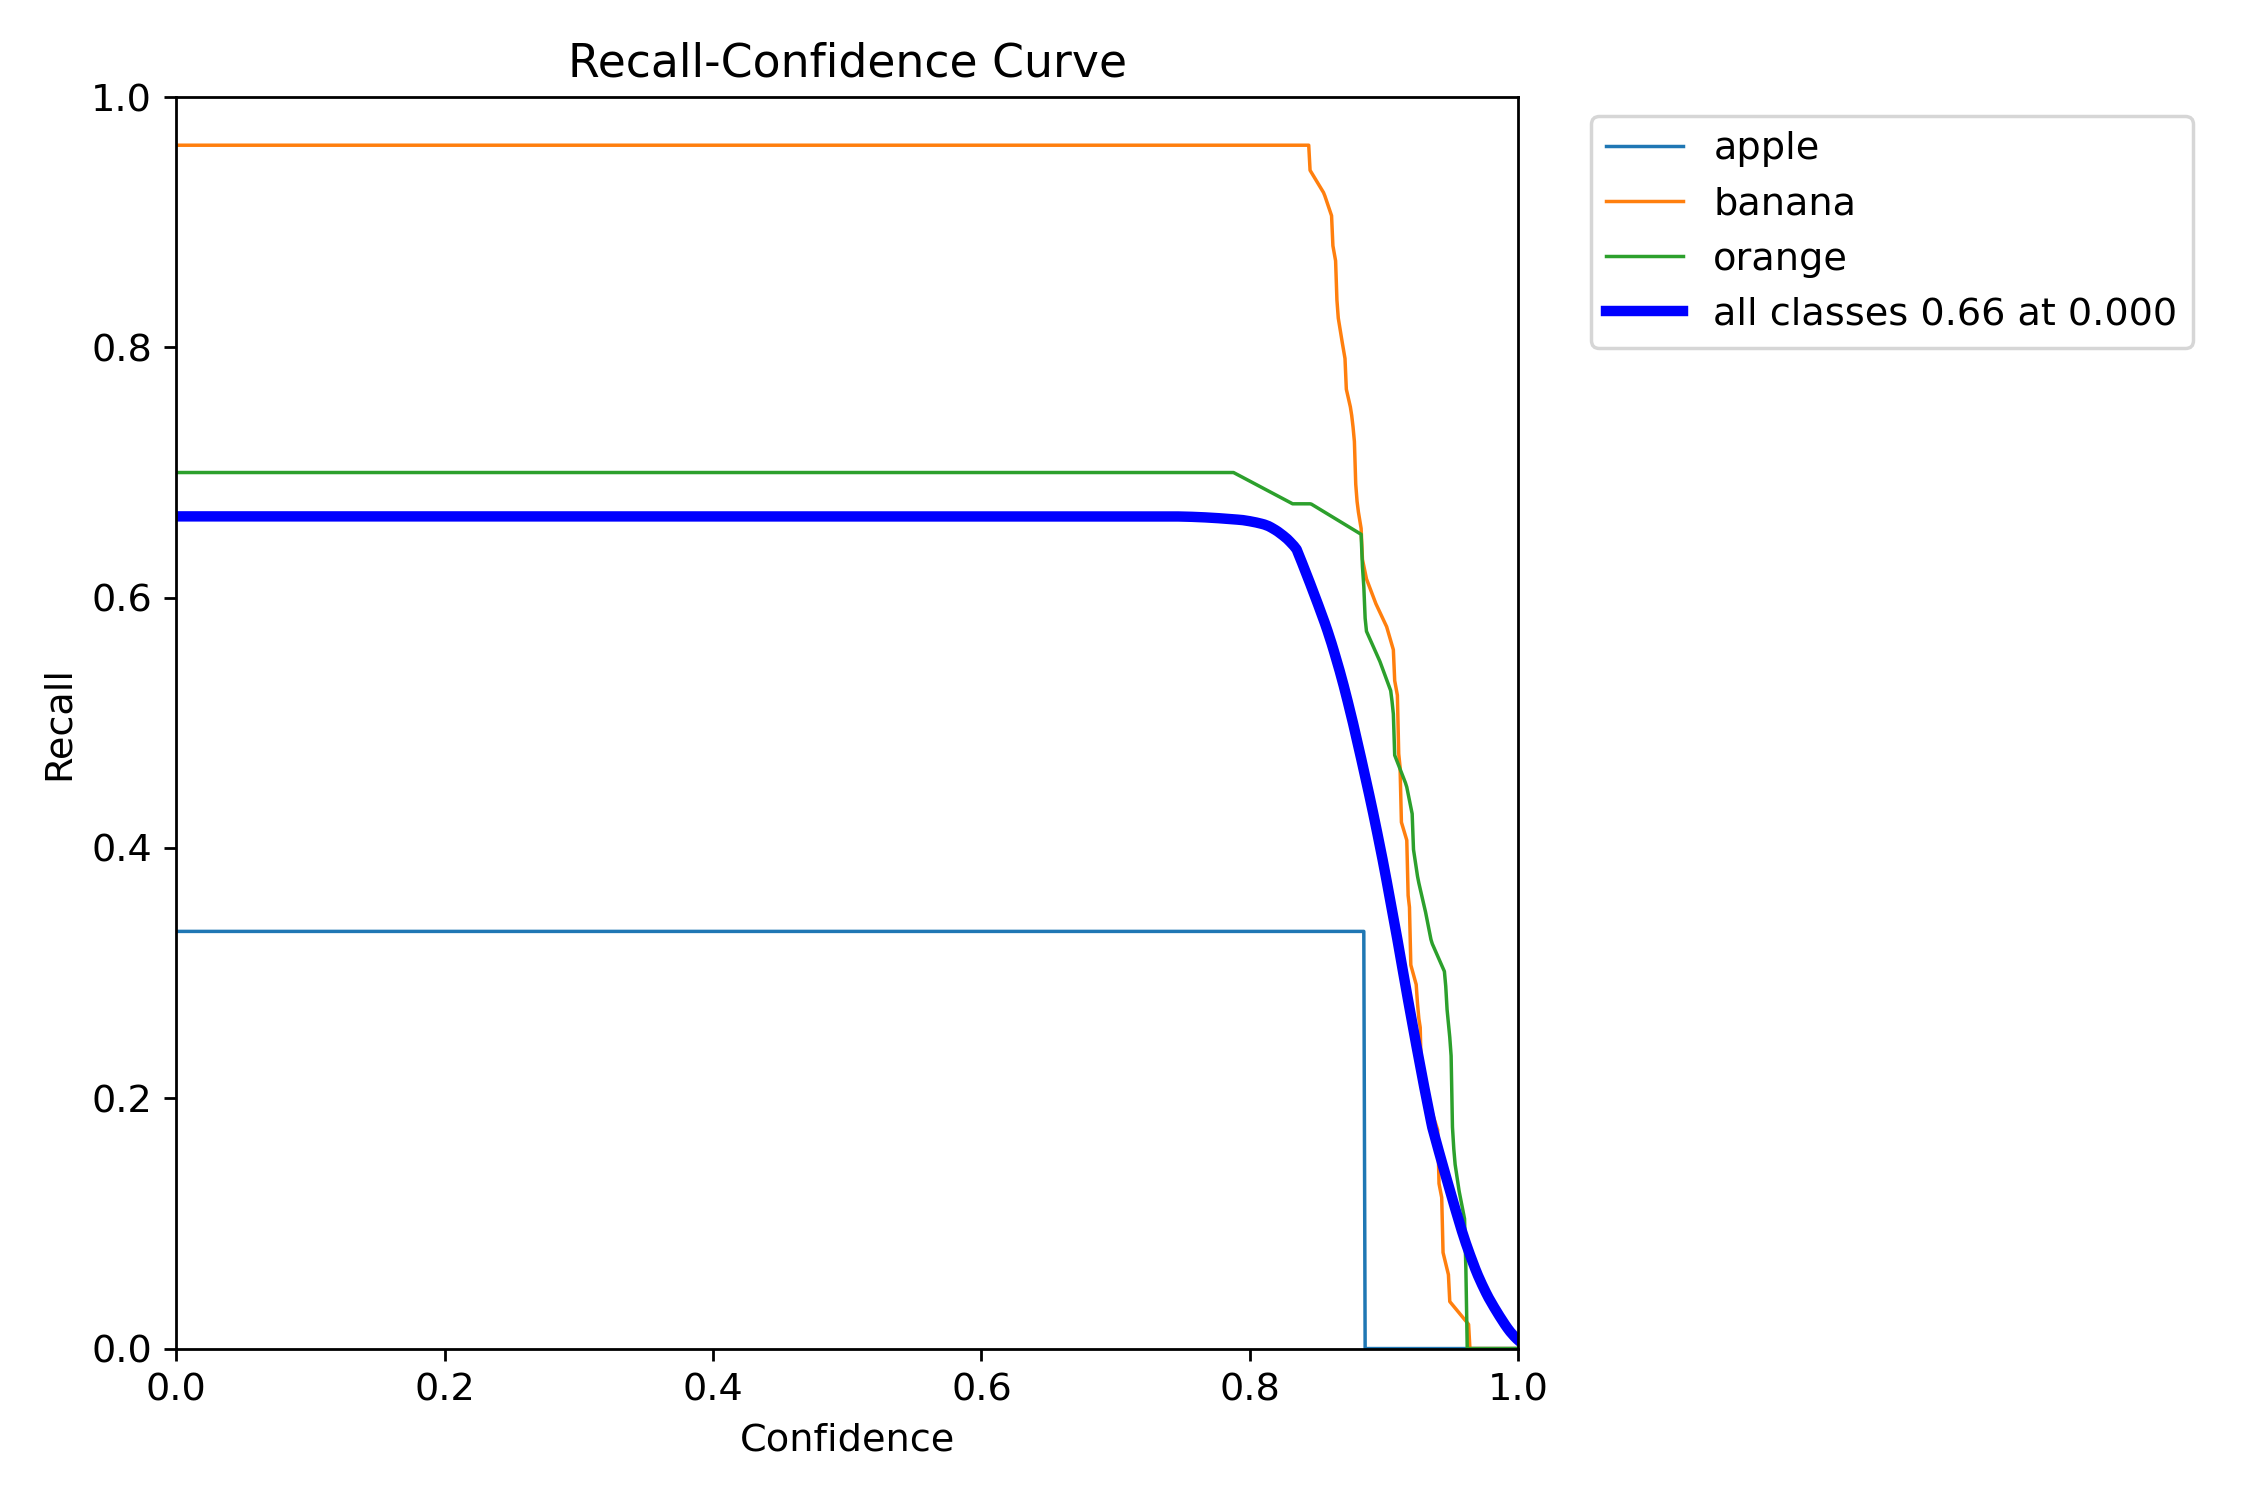 Recall-Confidence Curve
1.0
0.8
0.6
0.4
0.2
0.0
Recall
0.0 0.2 0.4 0.6 0.8 1.0
Confidence
apple
banana
orange
all classes 0.66 at 0.000